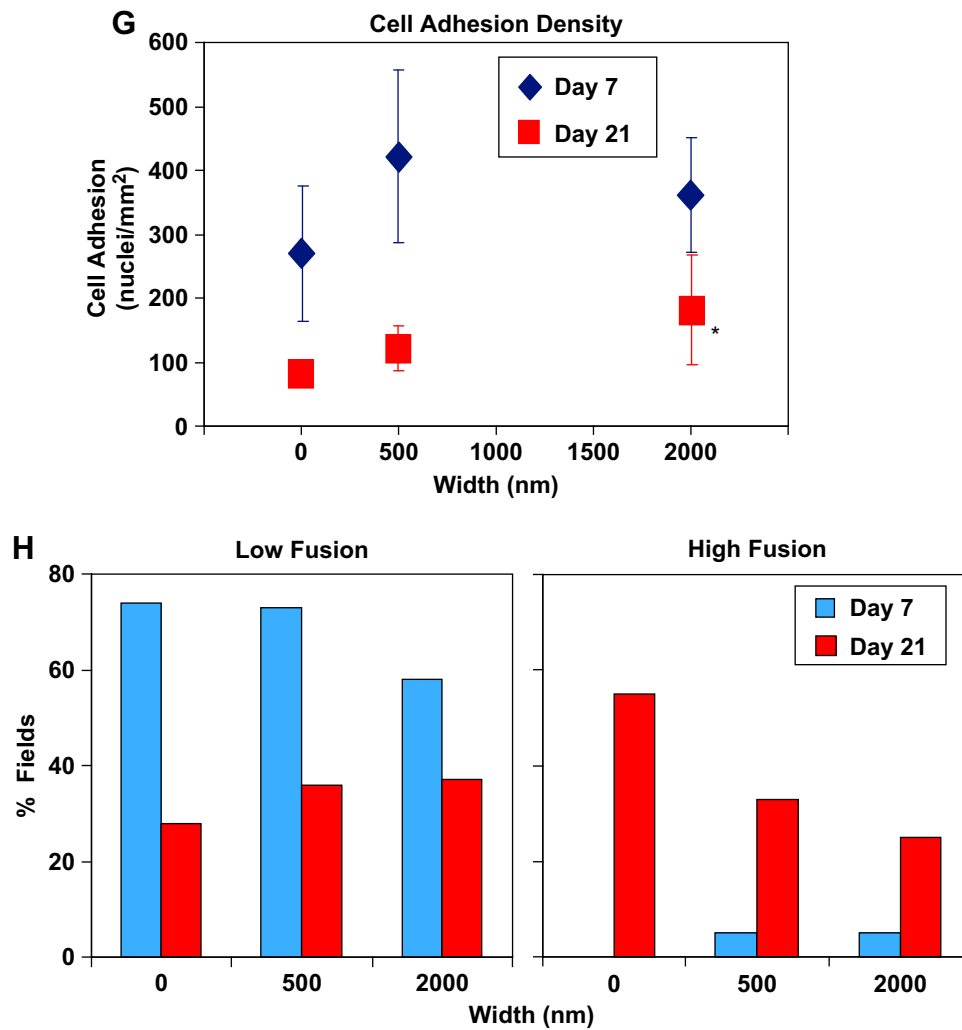 G
Cell Adhesion Density
600
500
400
300
200
100
0
Cell Adhesion
(nuclei/mm²)
Day 7
Day 21
*
0 500 1000 1500 2000
Width (nm)
H
Low Fusion
High Fusion
80
60
40
20
0
% Fields
Day 7
Day 21
0 500 2000
0 500 2000
Width (nm)